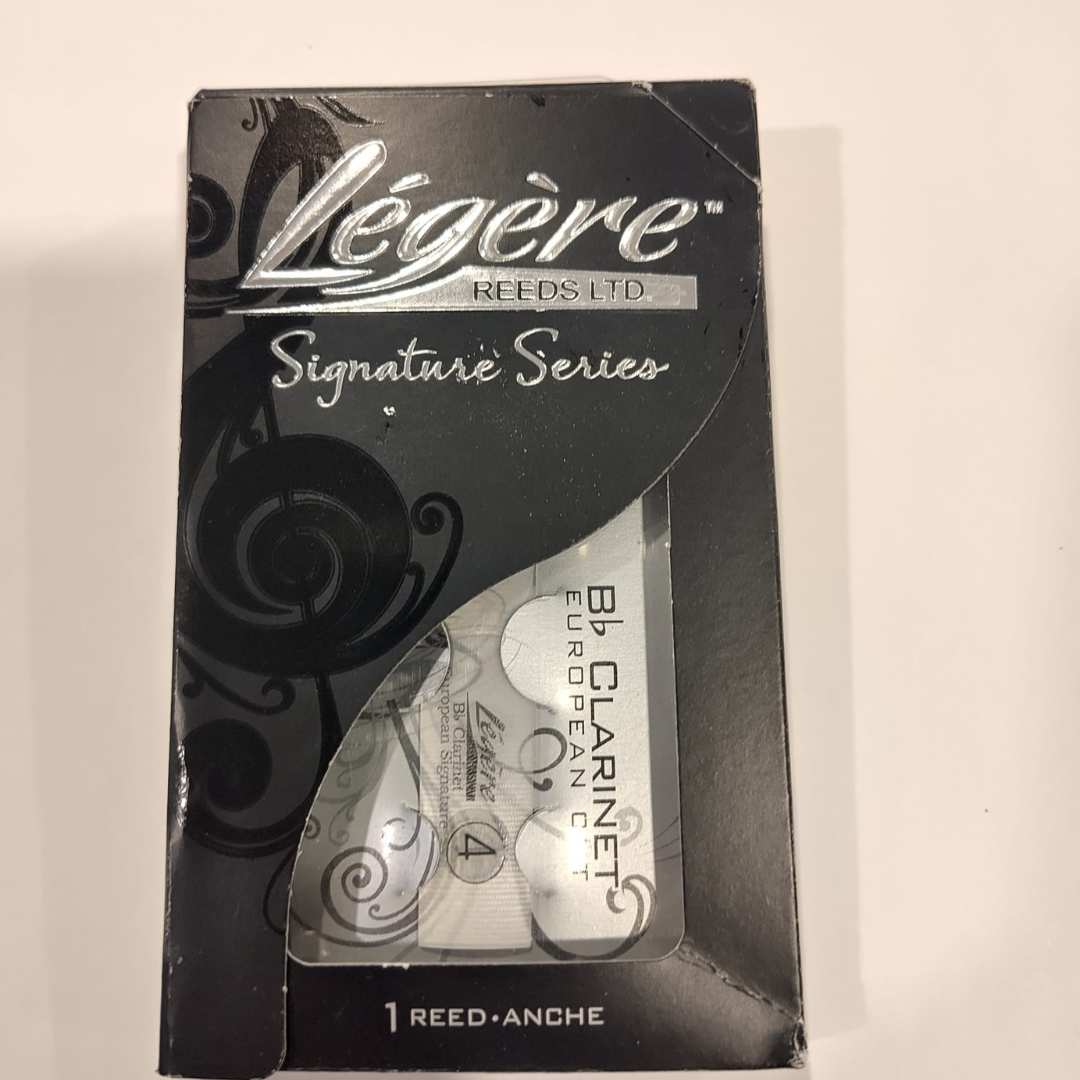 Légère™
REEDS LTD.
Signature Series
B♭ CLARINET
EUROPEAN CUT
Légère
B♭ Clarinet
European Signature
4
1 REED·ANCHE